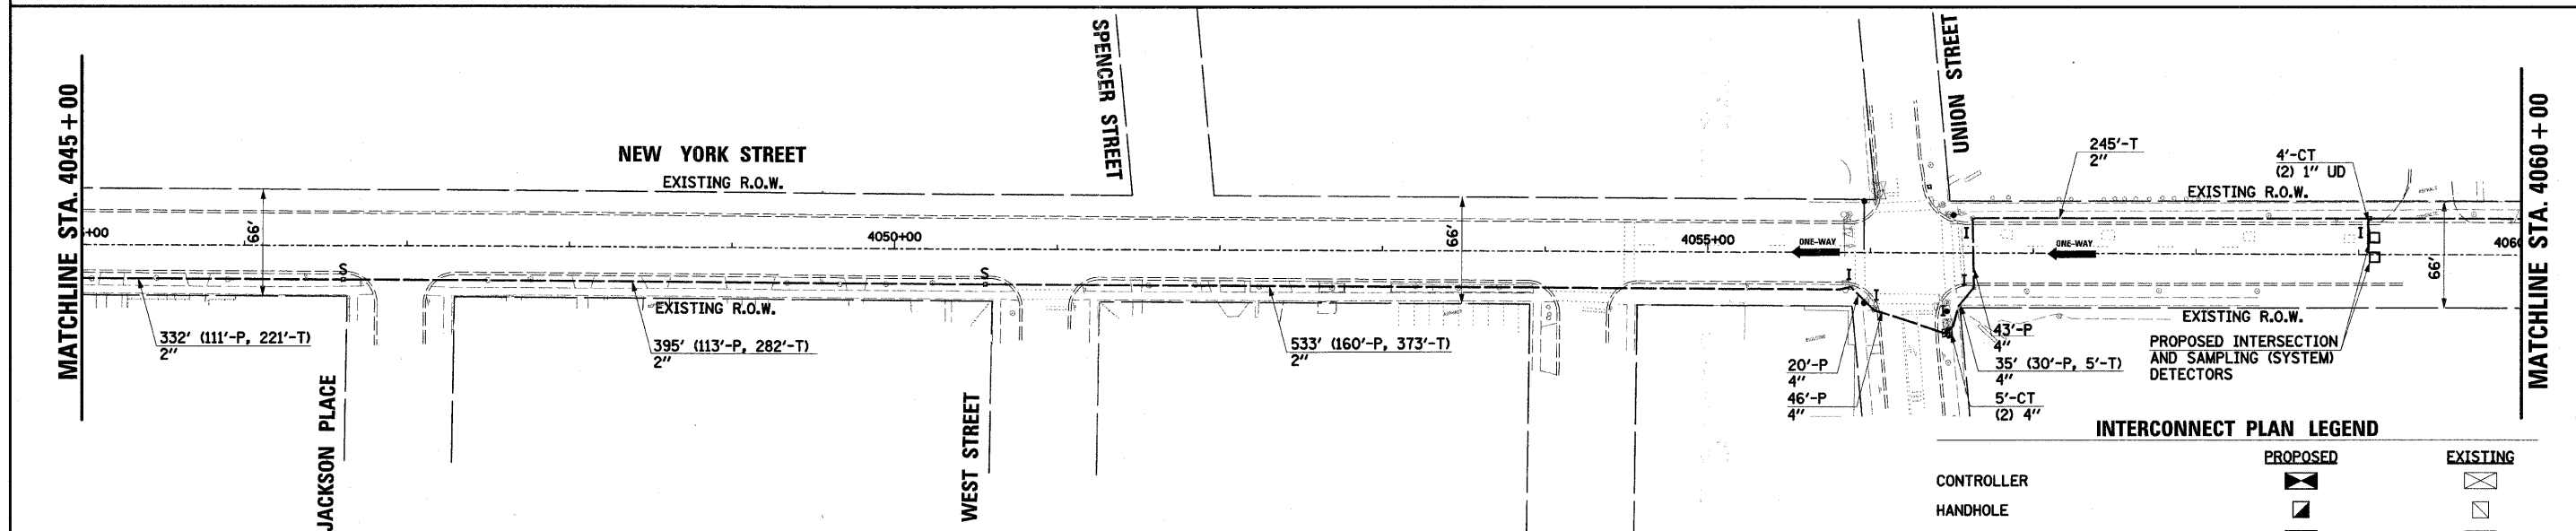 MATCHLINE STA. 4045+00
SPENCER STREET
UNION STREET
MATCHLINE STA. 4060+00
NEW YORK STREET
EXISTING R.O.W.
66'
+00
4050+00
66'
4055+00
ONE-WAY
ONE-WAY
245'-T
2"
4'-CT
(2) 1" UD
EXISTING R.O.W.
I
I
66'
S
S
I
I
I
EXISTING R.O.W.
EXISTING R.O.W.
332' (111'-P, 221'-T)
2"
395' (113'-P, 282'-T)
2"
533' (160'-P, 373'-T)
2"
20'-P
4"
46'-P
4"
43'-P
4"
35' (30'-P, 5'-T)
4"
5'-CT
(2) 4"
PROPOSED INTERSECTION
AND SAMPLING (SYSTEM)
DETECTORS
JACKSON PLACE
WEST STREET
INTERCONNECT PLAN LEGEND
PROPOSED
EXISTING
CONTROLLER
HANDHOLE